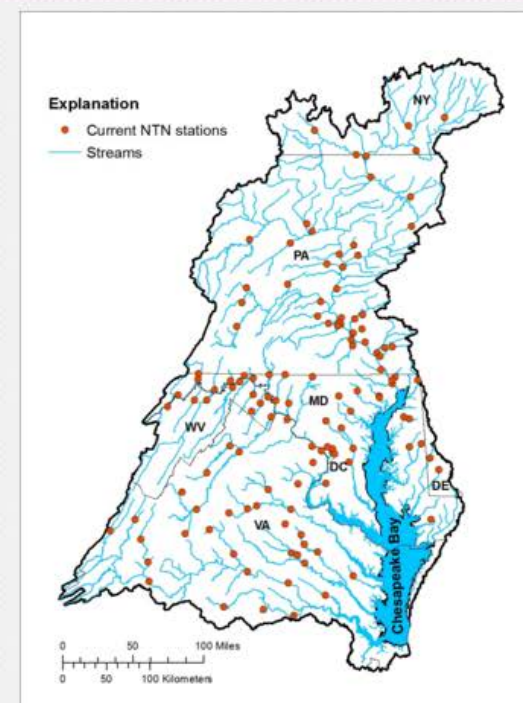 Explanation
Current NTN stations
Streams
NY
PA
MD
WV
DC
DE
VA
Chesapeake Bay
0 50 100 Miles
0 50 100 Kilometers